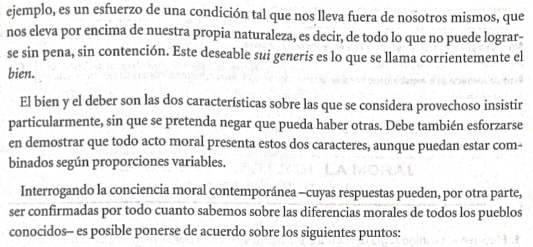 ejemplo, es un esfuerzo de una condición tal que nos lleva fuera de nosotros mismos, que
nos eleva por encima de nuestra propia naturaleza, es decir, de todo lo que no puede lograr-
se sin pena, sin contención. Este deseable sui generis es lo que se llama corrientemente el
bien.
El bien y el deber son las dos características sobre las que se considera provechoso insistir
particularmente, sin que se pretenda negar que pueda haber otras. Debe también esforzarse
en demostrar que todo acto moral presenta estos dos caracteres, aunque puedan estar com-
binados según proporciones variables.
LA MORAL
Interrogando la conciencia moral contemporánea –cuyas respuestas pueden, por otra parte,
ser confirmadas por todo cuanto sabemos sobre las diferencias morales de todos los pueblos
conocidos– es posible ponerse de acuerdo sobre los siguientes puntos: